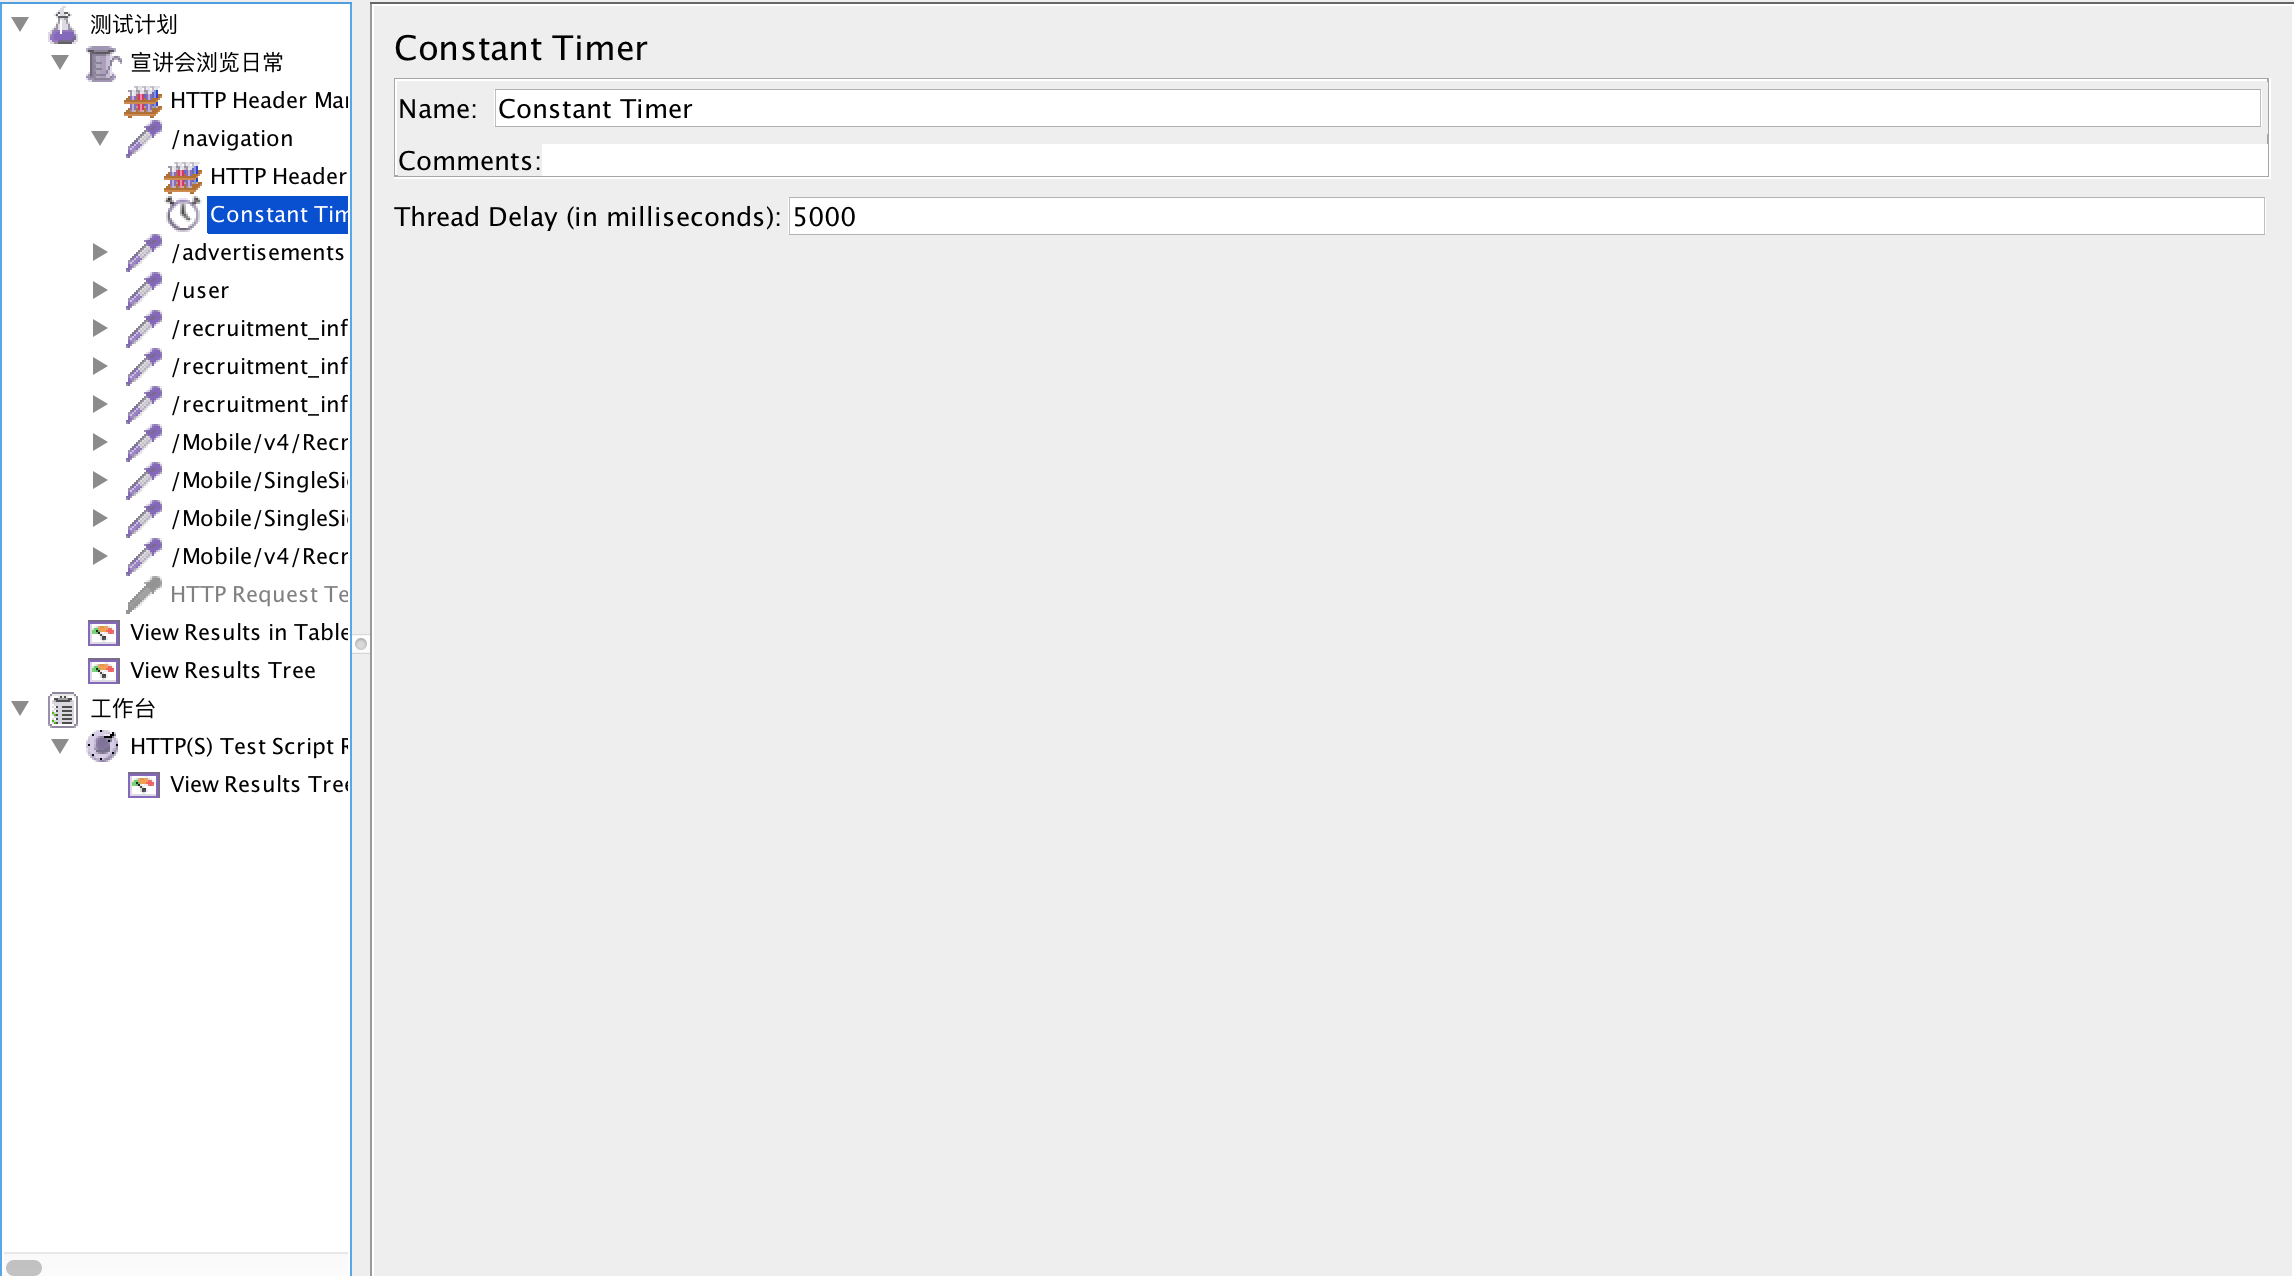 测试计划
宣讲会浏览日常
HTTP Header
/navigation
HTTP Header
Constant
/advertisements
/user
/recruitment_inf
/recruitment_inf
/recruitment_inf
/Mobile/v4/Recr
/Mobile/SingleSi
/Mobile/SingleSi
/Mobile/v4/Recr
HTTP Request Te
View Results in Table
View Results Tree
工作台
HTTP(S) Test Script
View Results Tree
Constant Timer
Name: Constant Timer
Comments:
Thread Delay (in milliseconds): 5000